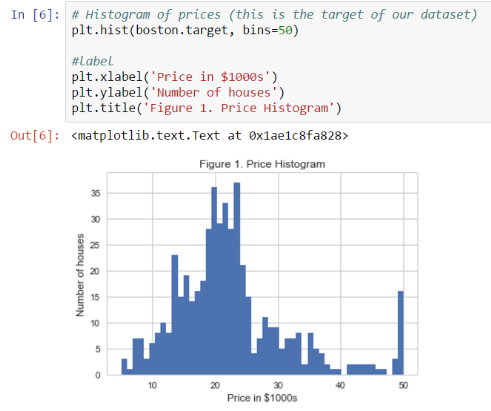 In [6]: # Histogram of prices (this is the target of our dataset)
plt.hist(boston.target, bins=50)
#label
plt.xlabel('Price in $1000s')
plt.ylabel('Number of houses')
plt.title('Figure 1. Price Histogram')
Out[6]: <matplotlib.text.Text at 0x1ae1c8fa828>
Figure 1. Price Histogram
Number of houses
35
30
25
20
15
10
5
0
10 20 30 40 50
Price in $1000s